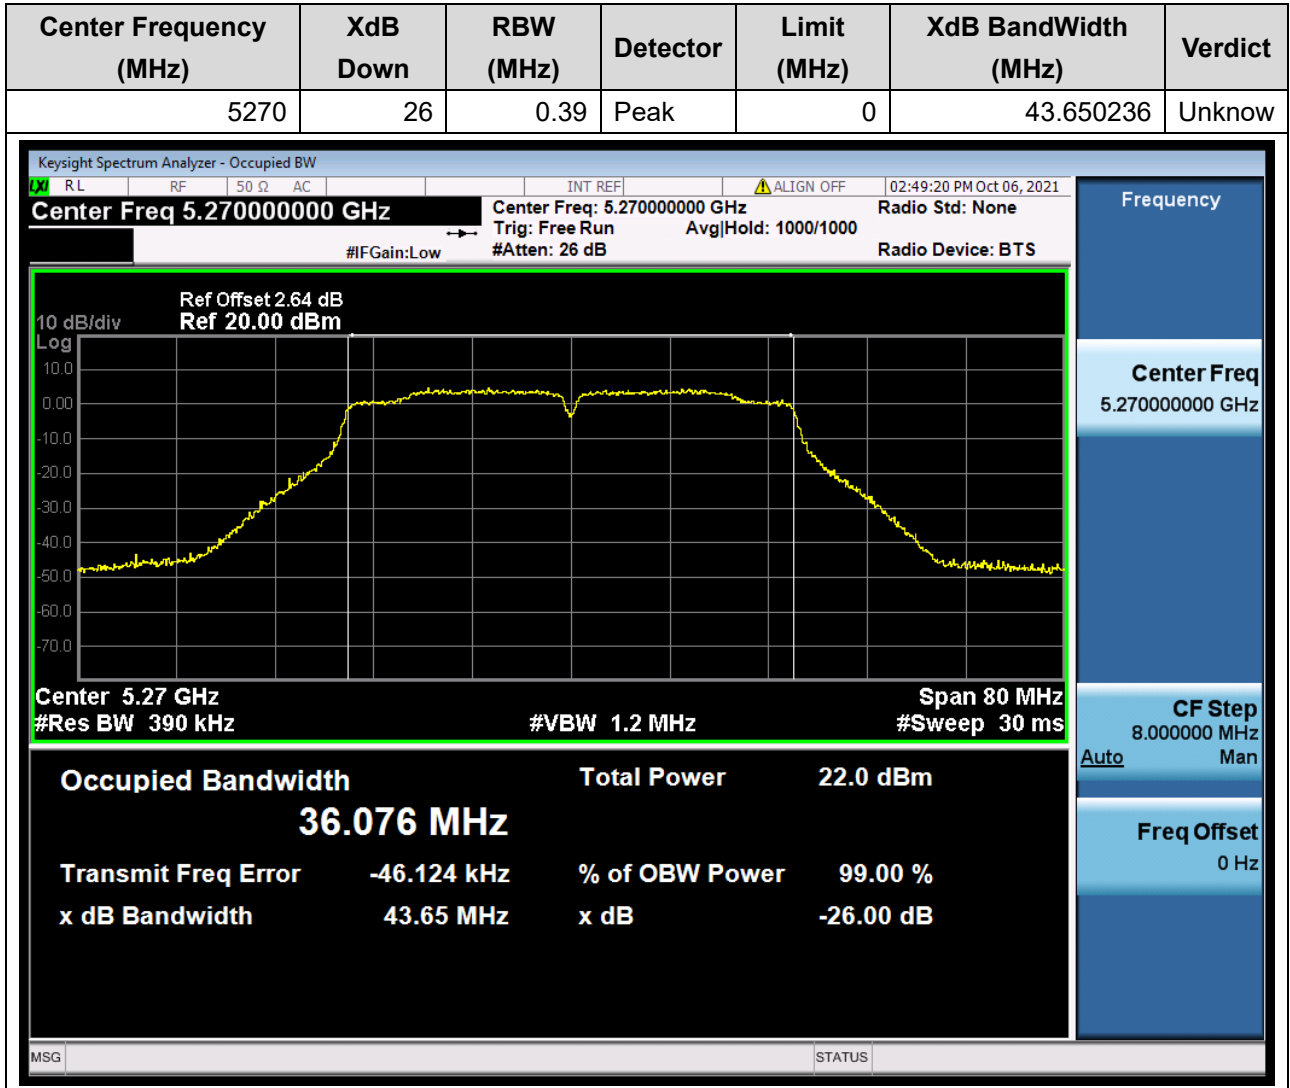 Center Frequency (MHz) XdB Down RBW (MHz) Detector Limit (MHz) XdB BandWidth (MHz) Verdict
5270 26 0.39 Peak 0 43.650236 Unknow
Keysight Spectrum Analyzer - Occupied BW
LXI RL RF 50 Ω AC INT REF ALIGN OFF 02:49:20 PM Oct 06, 2021
Center Freq 5.270000000 GHz
Center Freq: 5.270000000 GHz
Radio Std: None
Trig: Free Run Avg|Hold: 1000/1000
#IFGain:Low
#Atten: 26 dB
Radio Device: BTS
Ref Offset 2.64 dB
10 dB/div Ref 20.00 dBm
Log
10.0
0.00
-10.0
-20.0
-30.0
-40.0
-50.0
-60.0
-70.0
Center 5.27 GHz Span 80 MHz
#Res BW 390 kHz #VBW 1.2 MHz #Sweep 30 ms
Occupied Bandwidth Total Power 22.0 dBm
36.076 MHz
Transmit Freq Error -46.124 kHz % of OBW Power 99.00 %
x dB Bandwidth 43.65 MHz x dB -26.00 dB
Frequency
Center Freq
5.270000000 GHz
CF Step
8.000000 MHz
Auto Man
Freq Offset
0 Hz
MSG STATUS